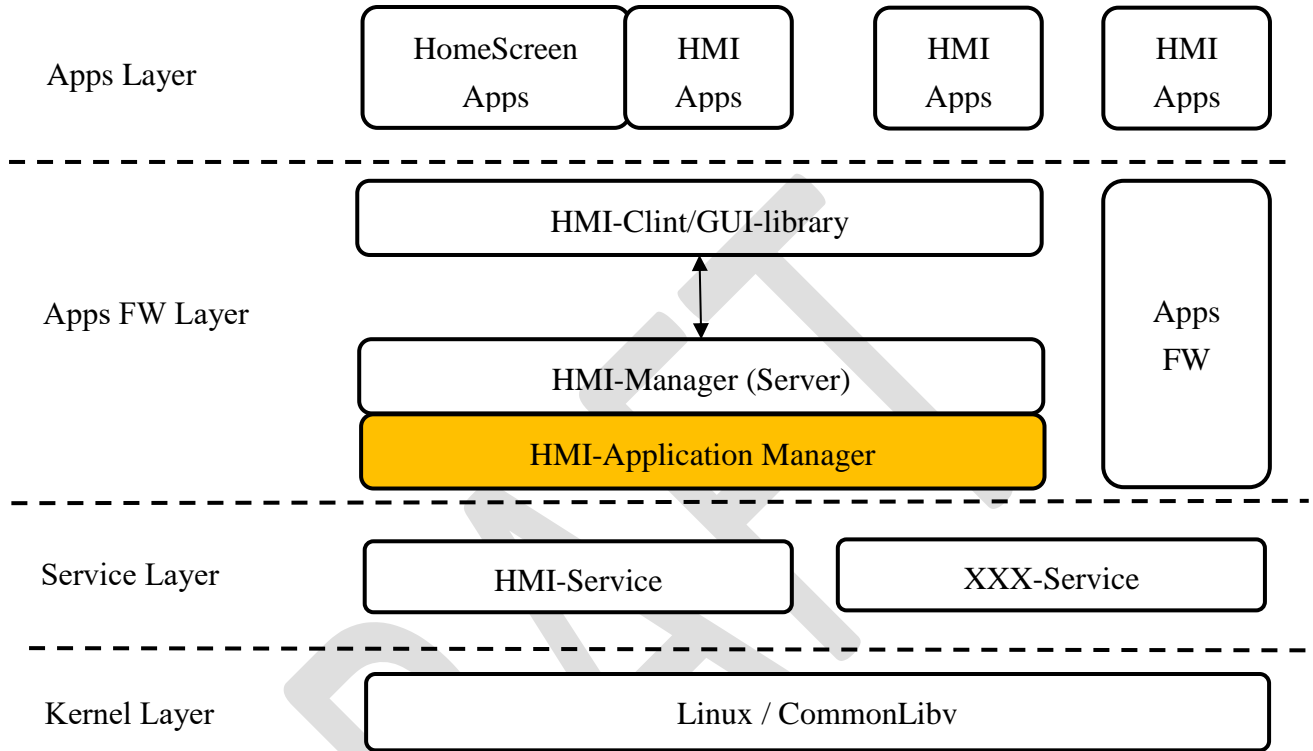 Apps Layer
HomeScreen
Apps
HMI
Apps
HMI
Apps
HMI
Apps
Apps FW Layer
HMI-Clint/GUI-library
HMI-Manager (Server)
HMI-Application Manager
Apps
FW
Service Layer
HMI-Service
XXX-Service
Kernel Layer
Linux / CommonLibv